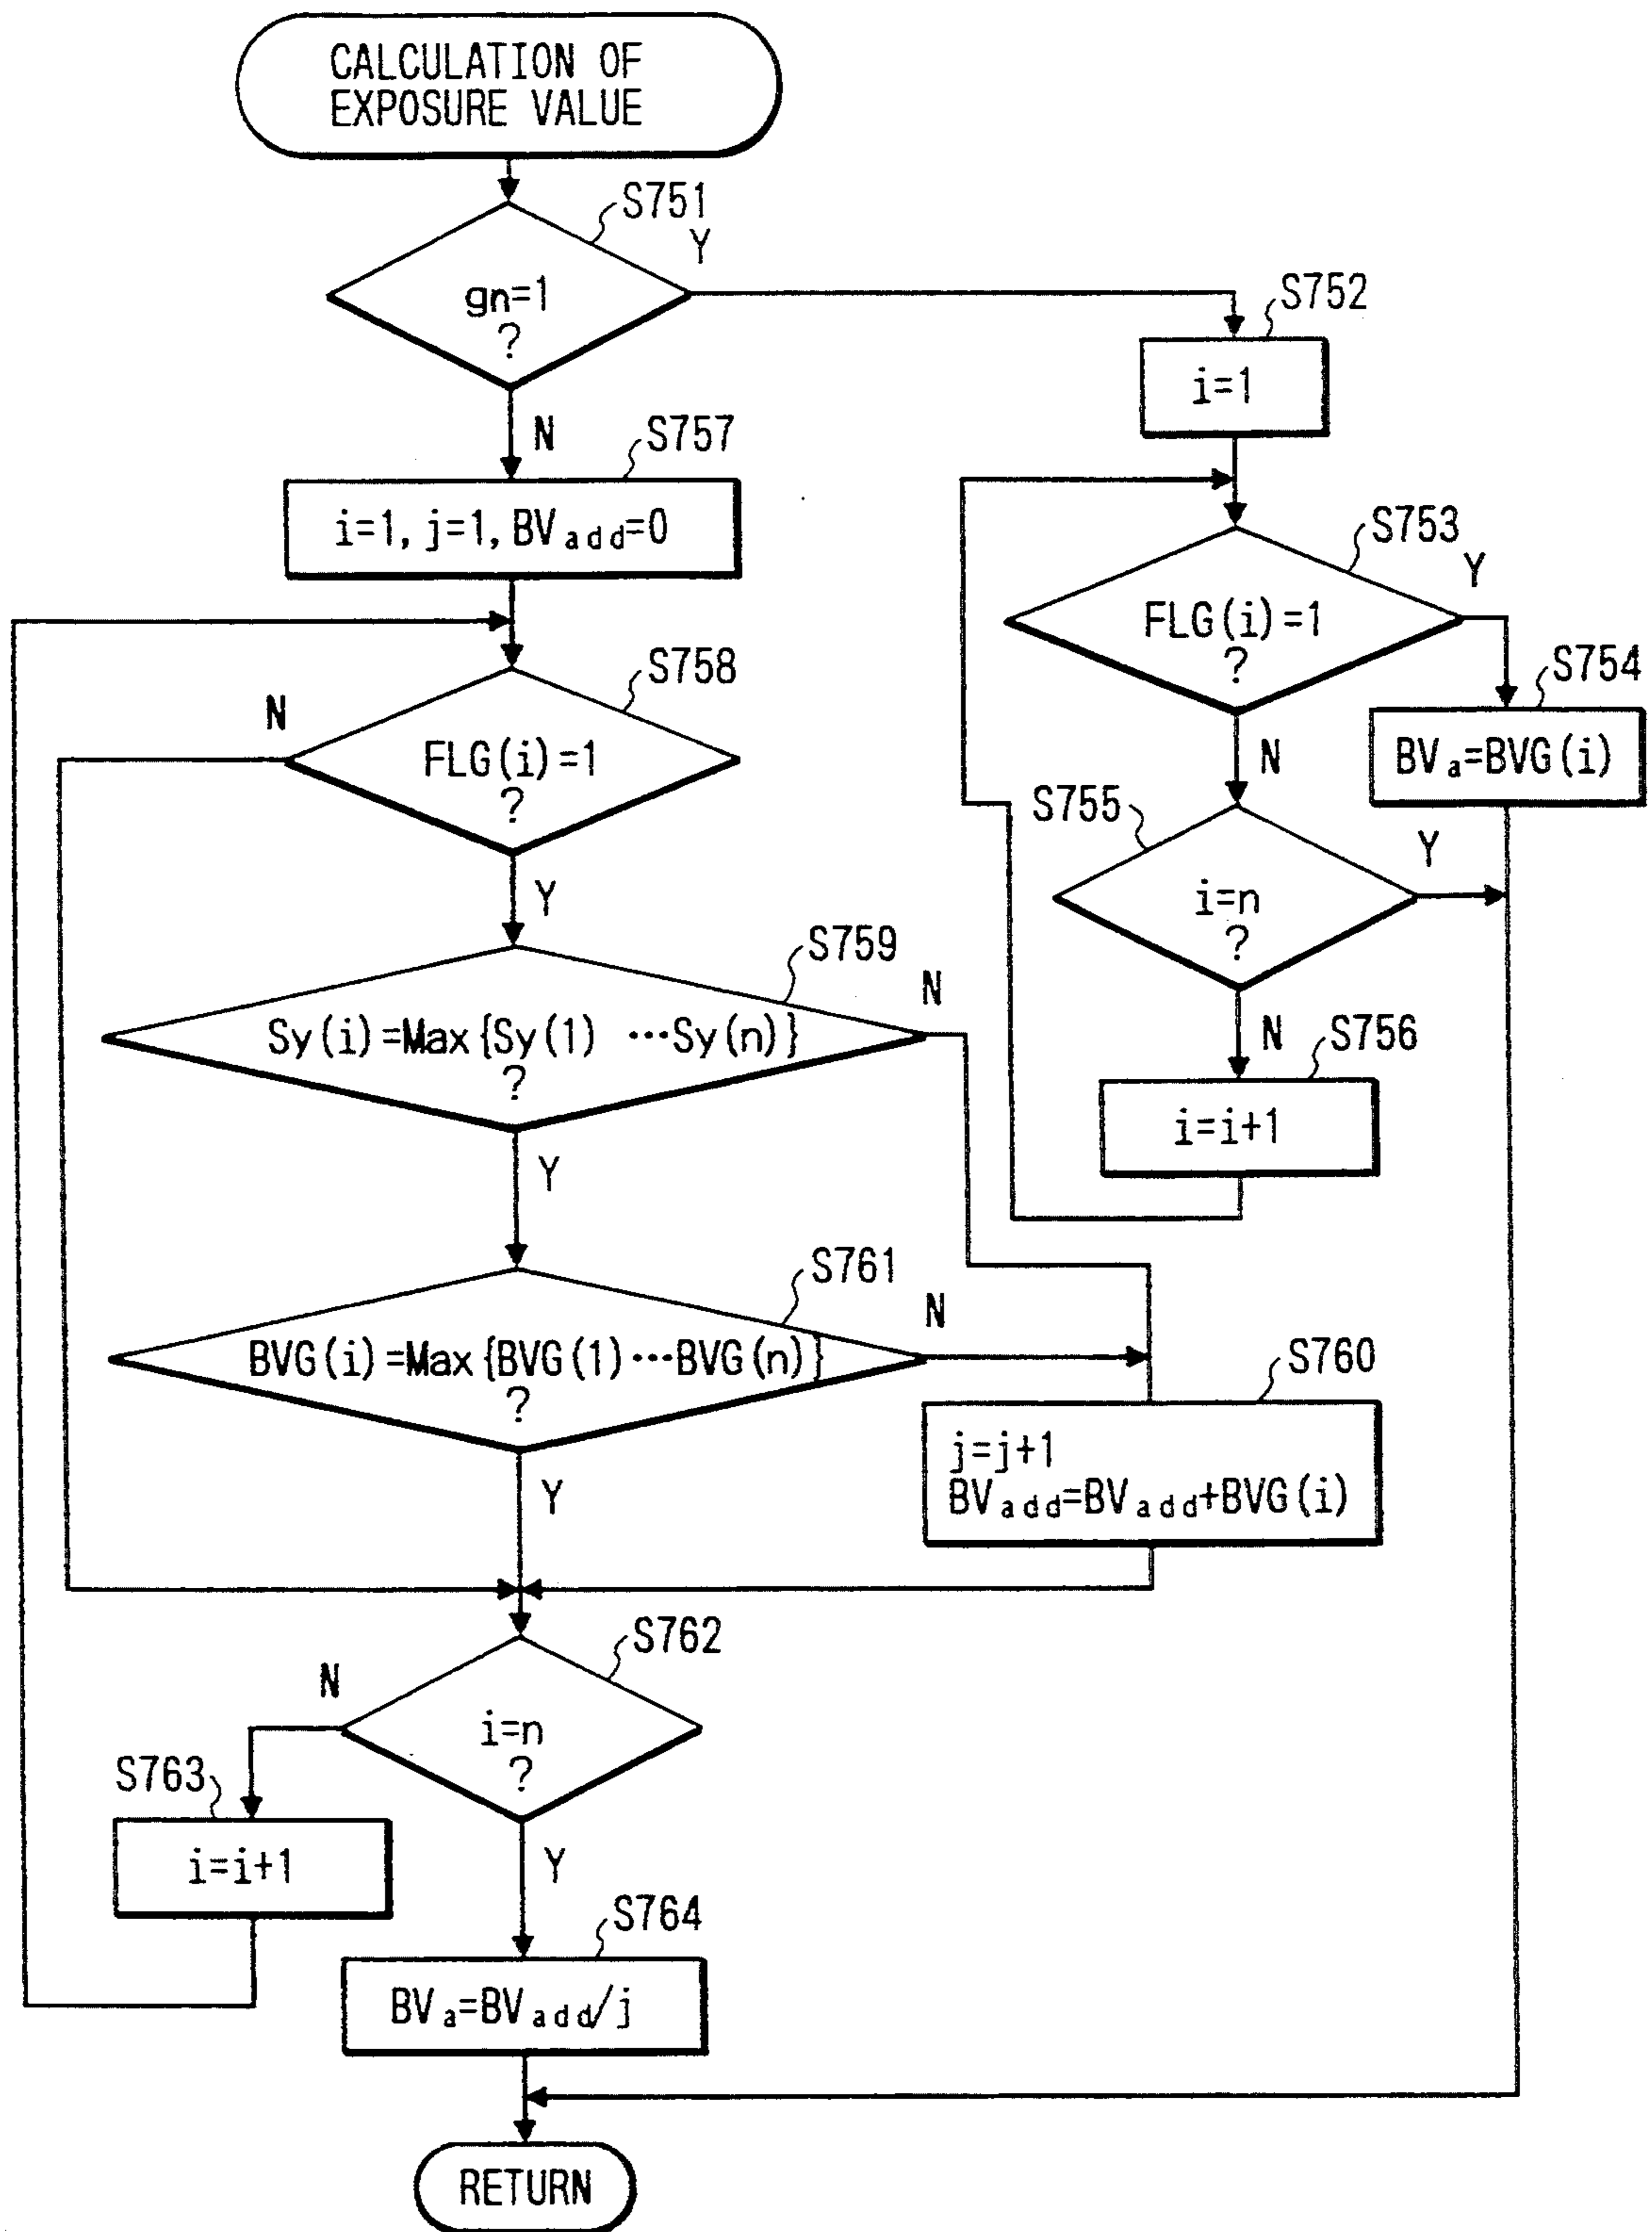 CALCULATION OF
EXPOSURE VALUE
S751
Y
gn=1
?
N
S752
i=1
S757
i=1, j=1, BVadd=0
S753
Y
FLG(i)=1
?
N
S754
BVa=BVG(i)
S758
N
FLG(i)=1
?
Y
S755
Y
i=n
?
N
S756
i=i+1
S759
N
Sy(i)=Max{Sy(1) ···Sy(n)}
?
Y
S761
N
BVG(i)=Max{BVG(1)···BVG(n)}
?
Y
S760
j=j+1
BVadd=BVadd+BVG(i)
S762
N
i=n
?
Y
S763
i=i+1
S764
BVa=BVadd/j
RETURN